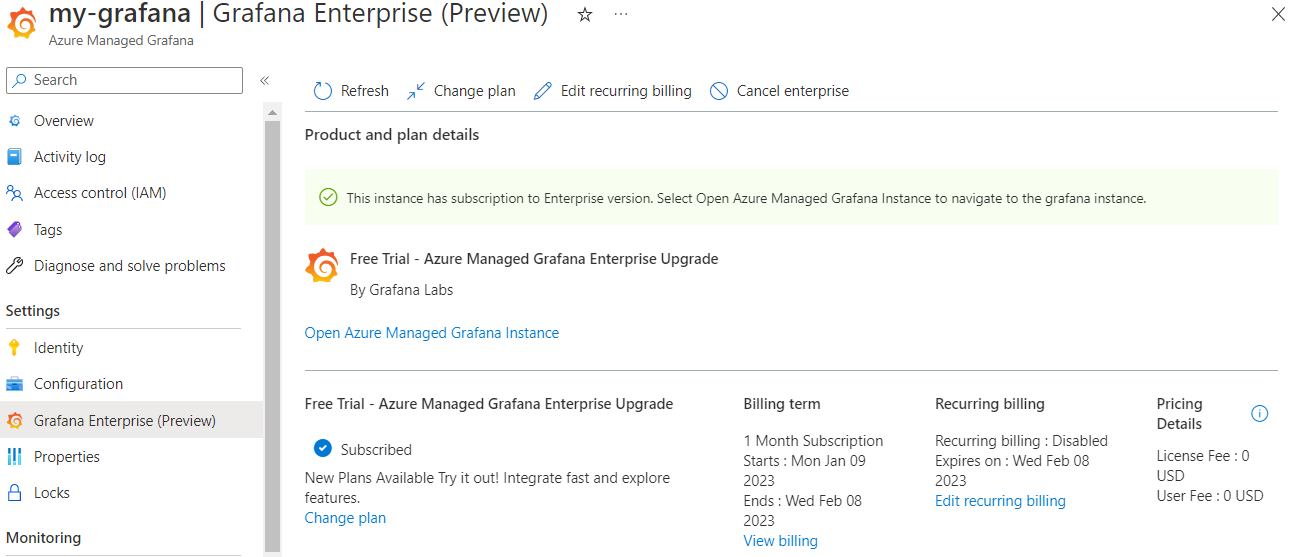 my-grafana | Grafana Enterprise (Preview)
Azure Managed Grafana
Search
Overview
Activity log
Access control (IAM)
Tags
Diagnose and solve problems
Settings
Identity
Configuration
Grafana Enterprise (Preview)
Properties
Locks
Monitoring
Refresh
Change plan
Edit recurring billing
Cancel enterprise
Product and plan details
This instance has subscription to Enterprise version. Select Open Azure Managed Grafana Instance to navigate to the grafana instance.
Free Trial - Azure Managed Grafana Enterprise Upgrade
By Grafana Labs
Open Azure Managed Grafana Instance
Free Trial - Azure Managed Grafana Enterprise Upgrade
Subscribed
New Plans Available Try it out! Integrate fast and explore
features.
Change plan
Billing term
1 Month Subscription
Starts : Mon Jan 09
2023
Ends : Wed Feb 08
2023
View billing
Recurring billing
Recurring billing : Disabled
Expires on : Wed Feb 08
2023
Edit recurring billing
Pricing
Details
License Fee : 0
USD
User Fee : 0 USD